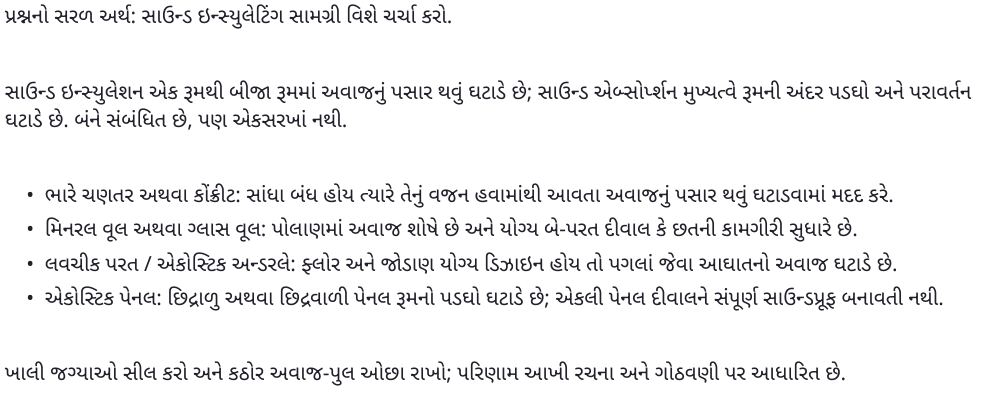 પ્રશ્નનો સરળ અર્થ: સાઉન્ડ ઇન્સ્યુલેટિંગ સામગ્રી વિશે ચર્ચા કરો.
સાઉન્ડ ઇન્સ્યુલેશન એક રૂમથી બીજા રૂમમાં અવાજનું પસાર થવું ઘટાડે છે; સાઉન્ડ એબ્સોર્પ્શન મુખ્યત્વે રૂમની અંદર પડઘો અને પરાવર્તન
ઘટાડે છે. બંને સંબંધિત છે, પણ એકસરખાં નથી.
• ભારે ચણતર અથવા કોંક્રીટ: સાંધા બંધ હોય ત્યારે તેનું વજન હવામાંથી આવતા અવાજનું પસાર થવું ઘટાડવામાં મદદ કરે.
• મિનરલ વૂલ અથવા ગ્લાસ વૂલ: પોલાણમાં અવાજ શોષે છે અને યોગ્ય બે-પરત દીવાલ કે છતની કામગીરી સુધારે છે.
• લવચીક પરત / એકોસ્ટિક અન્ડરલે: ફ્લોર અને જોડાણ યોગ્ય ડિઝાઇન હોય તો પગલાં જેવા આઘાતનો અવાજ ઘટાડે છે.
• એકોસ્ટિક પેનલ: છિદ્રાળુ અથવા છિદ્રવાળી પેનલ રૂમનો પડઘો ઘટાડે છે; એકલી પેનલ દીવાલને સંપૂર્ણ સાઉન્ડપ્રૂફ બનાવતી નથી.
ખાલી જગ્યાઓ સીલ કરો અને કઠોર અવાજ-પુલ ઓછા રાખો; પરિણામ આખી રચના અને ગોઠવણી પર આધારિત છે.